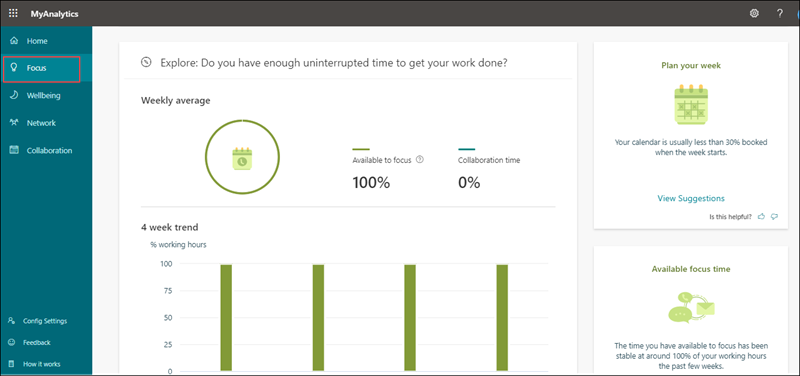 MyAnalytics
?
Home
Focus
Wellbeing
Network
Collaboration
Config Settings
Feedback
How it works
Explore: Do you have enough uninterrupted time to get your work done?
Weekly average
Available to focus ?
100%
Collaboration time
0%
4 week trend
% working hours
100
75
50
25
0
Plan your week
Your calendar is usually less than 30% booked
when the week starts.
View Suggestions
Is this helpful?
Available focus time
The time you have available to focus has been
stable at around 100% of your working hours
the past few weeks.